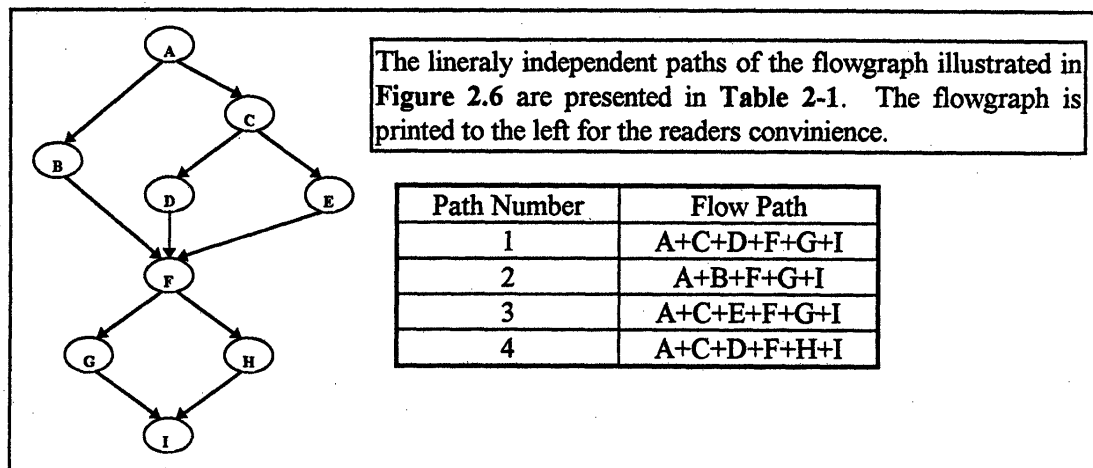 A
B
C
D
E
F
G
H
I
The lineraly independent paths of the flowgraph illustrated in
Figure 2.6 are presented in Table 2-1. The flowgraph is
printed to the left for the readers convinience.
Path Number Flow Path
1 A+C+D+F+G+I
2 A+B+F+G+I
3 A+C+E+F+G+I
4 A+C+D+F+H+I